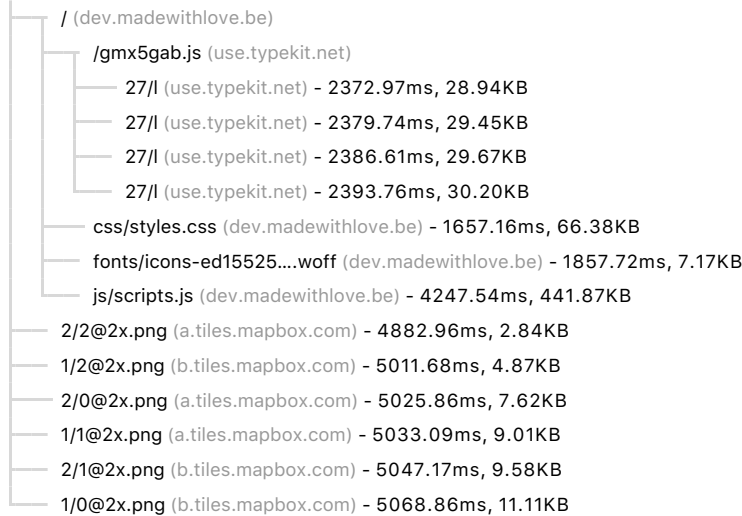 / (dev.madewithlove.be)
/gmx5gab.js (use.typekit.net)
27/l (use.typekit.net) - 2372.97ms, 28.94KB
27/l (use.typekit.net) - 2379.74ms, 29.45KB
27/l (use.typekit.net) - 2386.61ms, 29.67KB
27/l (use.typekit.net) - 2393.76ms, 30.20KB
css/styles.css (dev.madewithlove.be) - 1657.16ms, 66.38KB
fonts/icons-ed15525....woff (dev.madewithlove.be) - 1857.72ms, 7.17KB
js/scripts.js (dev.madewithlove.be) - 4247.54ms, 441.87KB
2/2@2x.png (a.tiles.mapbox.com) - 4882.96ms, 2.84KB
1/2@2x.png (b.tiles.mapbox.com) - 5011.68ms, 4.87KB
2/0@2x.png (a.tiles.mapbox.com) - 5025.86ms, 7.62KB
1/1@2x.png (a.tiles.mapbox.com) - 5033.09ms, 9.01KB
2/1@2x.png (b.tiles.mapbox.com) - 5047.17ms, 9.58KB
1/0@2x.png (b.tiles.mapbox.com) - 5068.86ms, 11.11KB